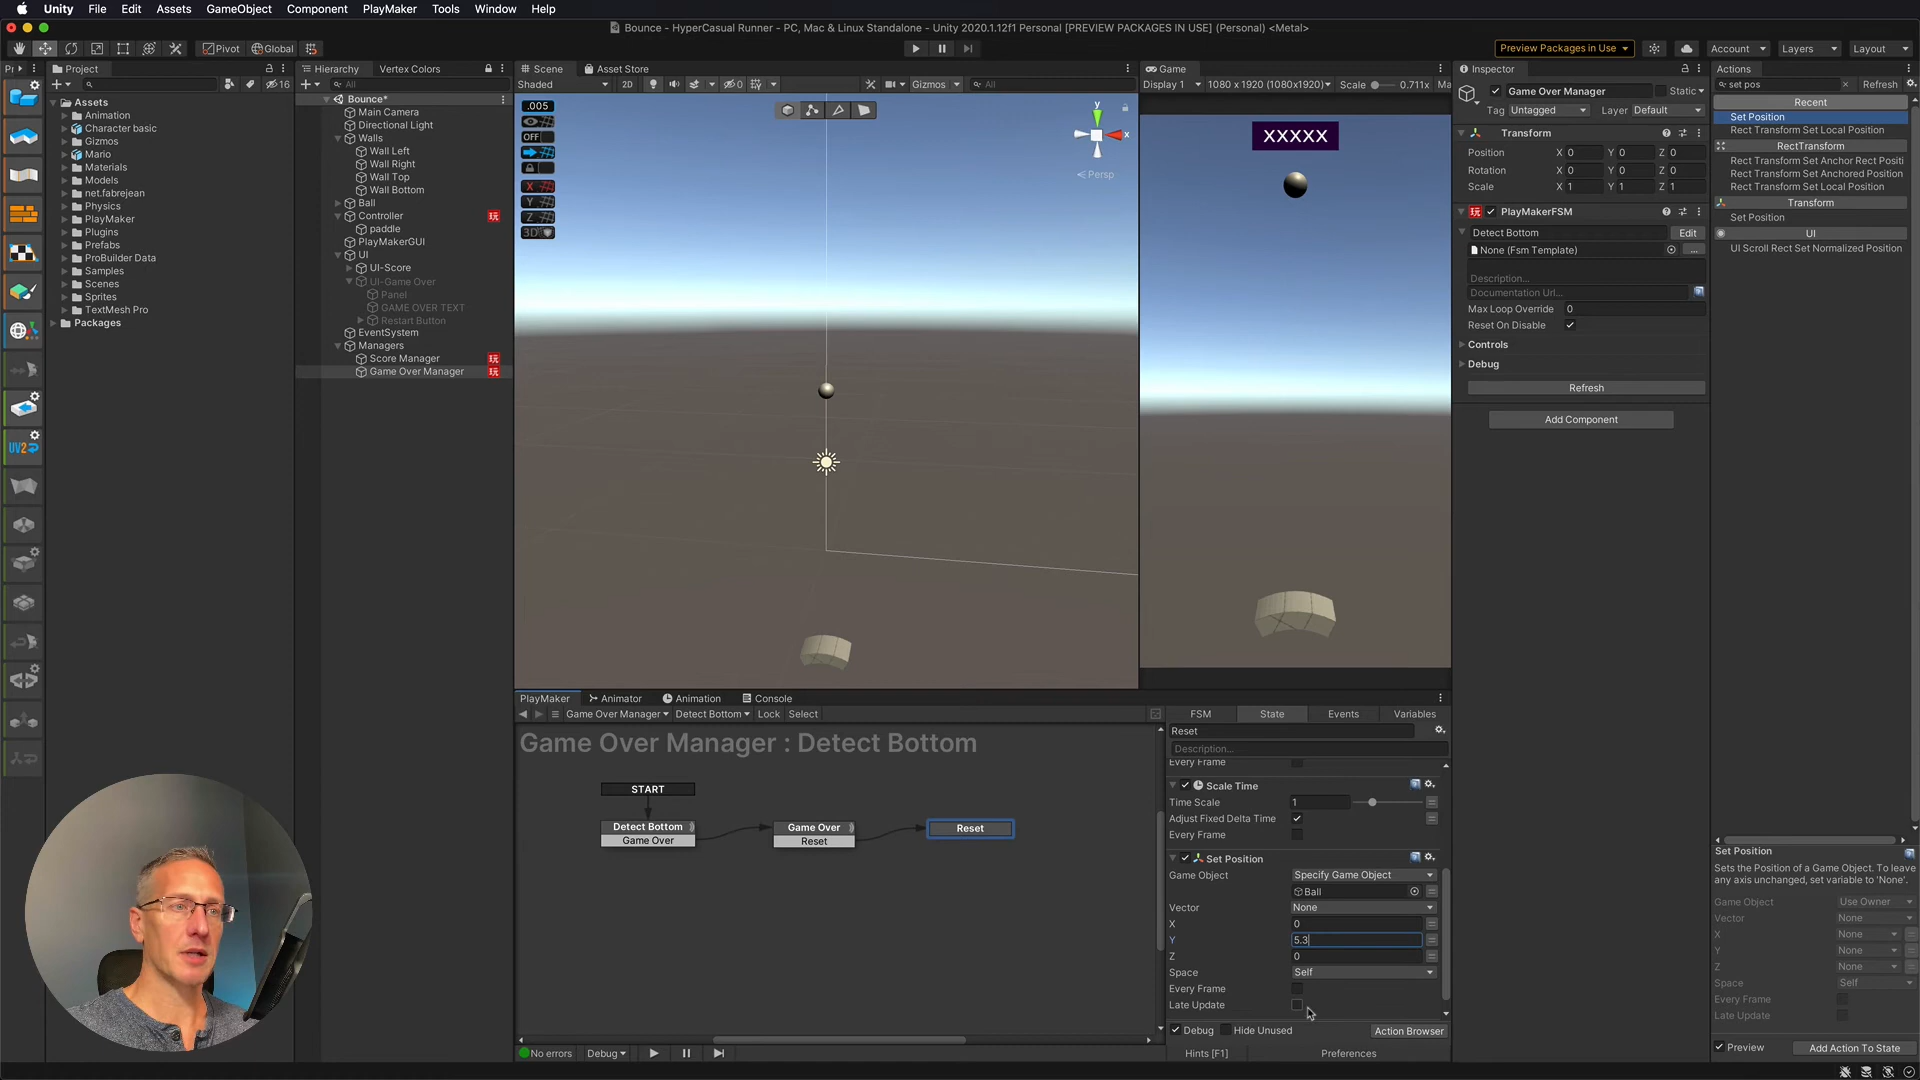 Unity File Edit Assets GameObject Component PlayMaker Tools Window Help
Bounce - HyperCasual Runner - PC, Mac & Linux Standalone - Unity 2020.1.12f1 Personal [PREVIEW PACKAGES IN USE] (Personal) <Metal>
Pivot Global Preview Packages in Use Account Layers Layout
Project
16
Assets
Animation
Character basic
Gizmos
Mario
Materials
Models
net.fabrejean
Physics
PlayMaker
Plugins
Prefabs
ProBuilder Data
Samples
Scenes
Sprites
TextMesh Pro
Packages
UV2
Hierarchy Vertex Colors
All
Bounce*
Main Camera
Directional Light
Walls
Wall Left
Wall Right
Wall Top
Wall Bottom
Ball
Controller
paddle
PlayMakerGUI
UI
UI-Score
UI-Game Over
Panel
GAME OVER TEXT
Restart Button
EventSystem
Managers
Score Manager
Game Over Manager
Scene Asset Store
Shaded 2D 0 Gizmos All
.005
OFF
X
Y
Z
3D
y
x
Persp
Game
Display 1 1080 x 1920 (1080x1920) Scale 0.711x Ma
XXXXX
Inspector
Game Over Manager Static
Tag Untagged Layer Default
Transform
Position X 0 Y 0 Z 0
Rotation X 0 Y 0 Z 0
Scale X 1 Y 1 Z 1
PlayMakerFSM
Detect Bottom Edit
None (Fsm Template) ...
Description...
Documentation Url...
Max Loop Override 0
Reset On Disable
Controls
Debug
Refresh
Add Component
Actions
set pos Refresh
Recent
Set Position
Rect Transform Set Local Position
RectTransform
Rect Transform Set Anchor Rect Positi
Rect Transform Set Anchored Position
Rect Transform Set Local Position
Transform
Set Position
UI
UI Scroll Rect Set Normalized Position
Set Position
Sets the Position of a Game Object. To leave any axis unchanged, set variable to 'None'.
Game Object Use Owner
Vector None
X None
Y None
Z None
Space Self
Every Frame
Late Update
Preview Add Action To State
PlayMaker Animator Animation Console
Game Over Manager Detect Bottom Lock Select
Game Over Manager : Detect Bottom
START
Detect Bottom
Game Over
Game Over
Reset
Reset
No errors Debug
FSM State Events Variables
Reset
Description...
Every Frame
Scale Time
Time Scale 1
Adjust Fixed Delta Time
Every Frame
Set Position
Game Object Specify Game Object
Ball
Vector None
X 0
Y 5.3
Z 0
Space Self
Every Frame
Late Update
Debug Hide Unused Action Browser
Hints [F1] Preferences